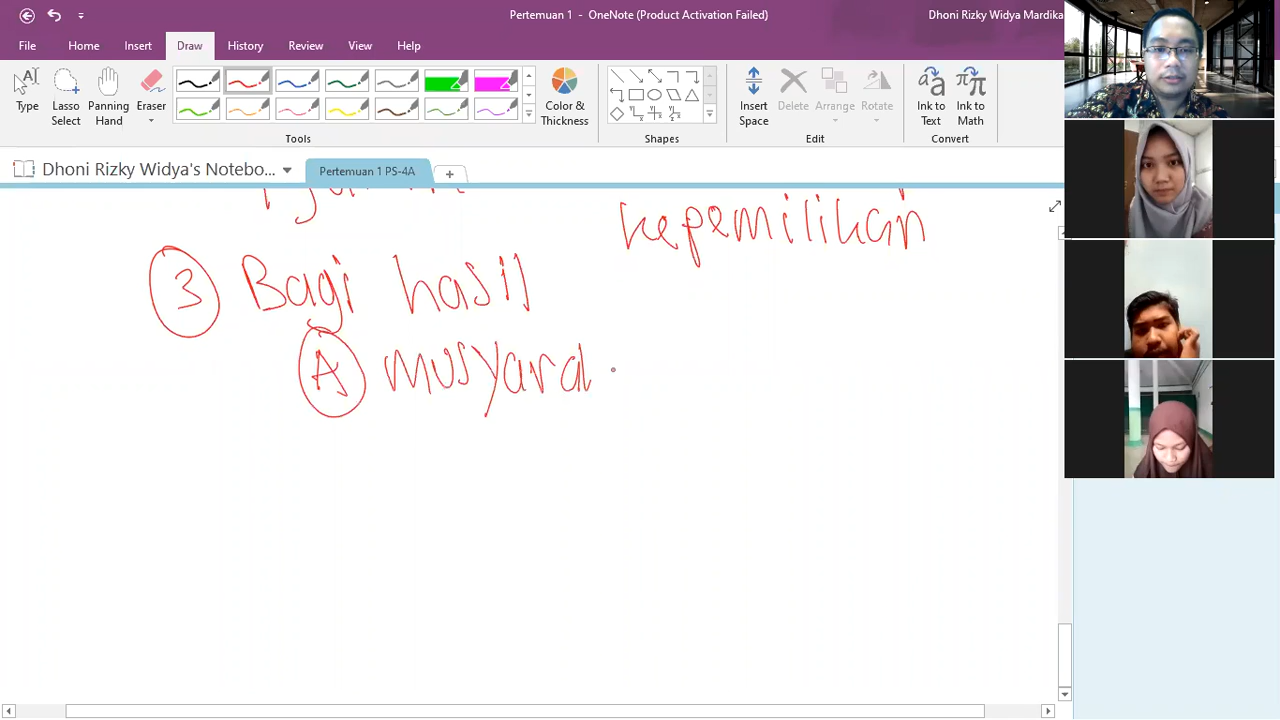 Pertemuan 1 - OneNote (Product Activation Failed)
Dhoni Rizky Widya Mardika
File Home Insert Draw History Review View Help
Type
Lasso Select
Panning Hand
Eraser
Color & Thickness
Insert Space
Delete
Arrange
Rotate
Ink to Text
Ink to Math
Tools
Shapes
Edit
Convert
Dhoni Rizky Widya's Notebo...
Pertemuan 1 PS-4A
kepemilikan
3 Bagi hasil
A musyara